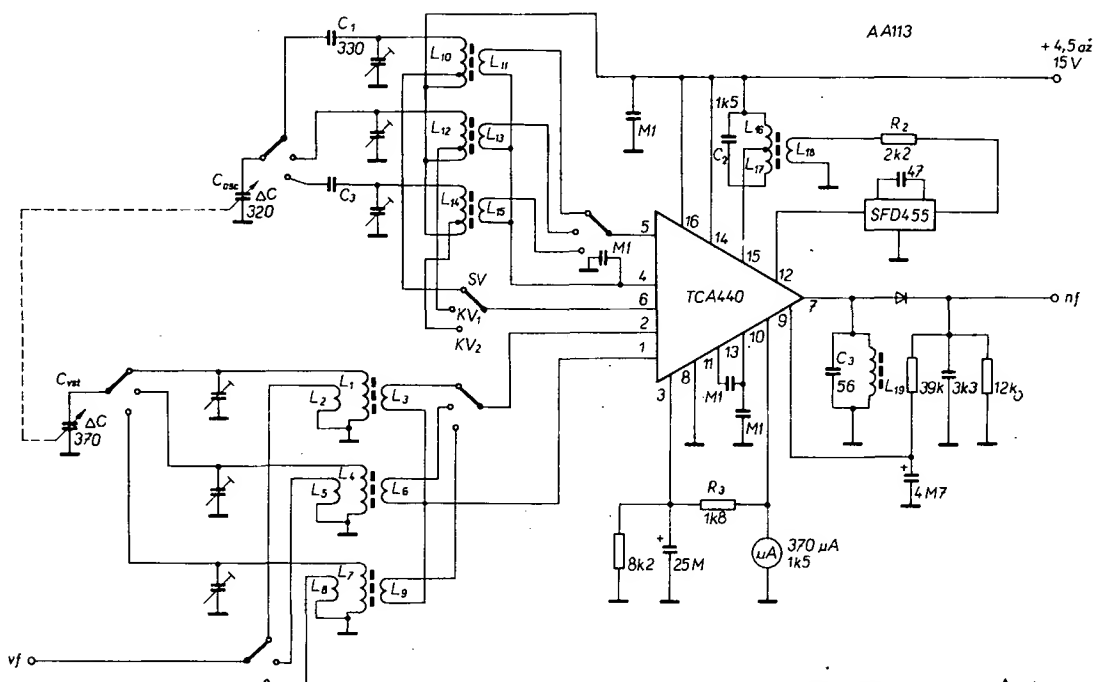 AA113
+ 4,5 až
15 V
C1
330
L10
L11
M1
1k5
C2
L16
L17
L18
R2
2k2
47
SFD455
L12
L13
Cosc
ΔC
320
C3
L14
L15
M1
5
16
14
15
12
4
TCA440
7
nf
SV
6
9
KV1
2
10
KV2
1
13
11
8
3
M1
M1
C3
56
L19
39k
3k3
12k
4M7
Cvst
ΔC
370
L1
L2
L3
L4
L5
L6
L7
L8
L9
R3
1k8
8k2
25M
μA
370 μA
1k5
vf